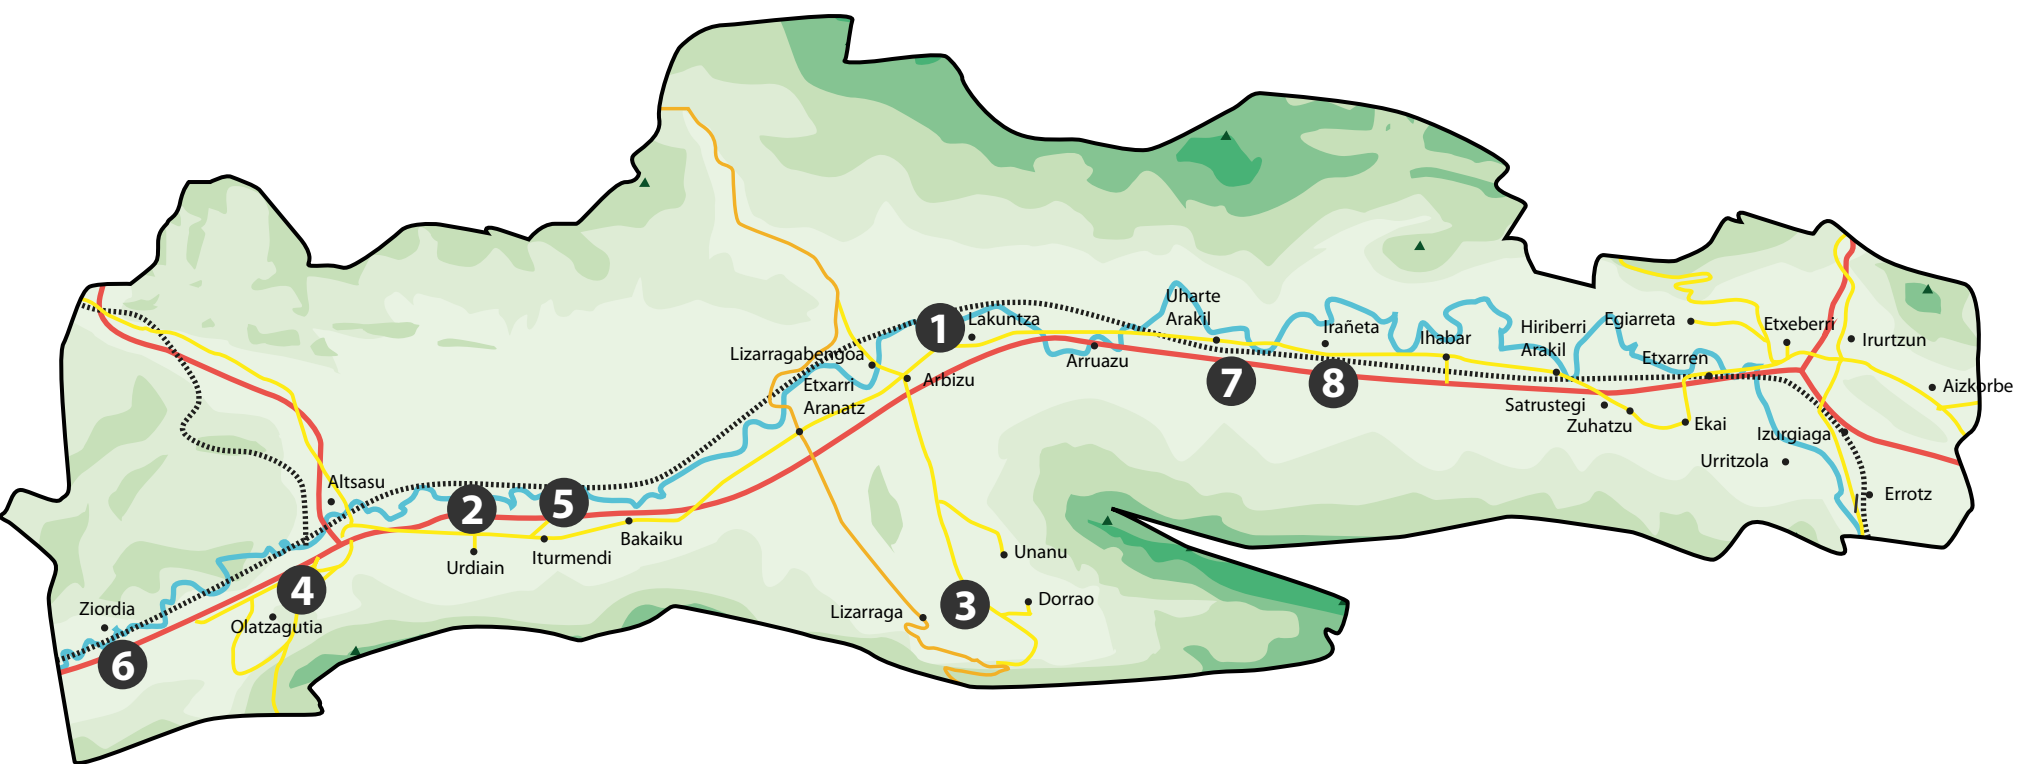 1
Lakuntza
Uharte
Arakil
Irañeta
Ihabar
Hiriberri
Arakil
Egiarreta
Etxeberri
Irurtzun
Lizarragabengoa
Arruazu
Etxarren
Etxarri
Aranatz
Arbizu
7
8
Aizkorbe
Satrustegi
Zuhatzu
Ekai
Izurgiaga
Urritzola
Altsasu
Errotz
2
5
Bakaiku
Urdiain
Iturmendi
Unanu
4
Ziordia
Olatzagutia
Lizarraga
3
Dorrao
6